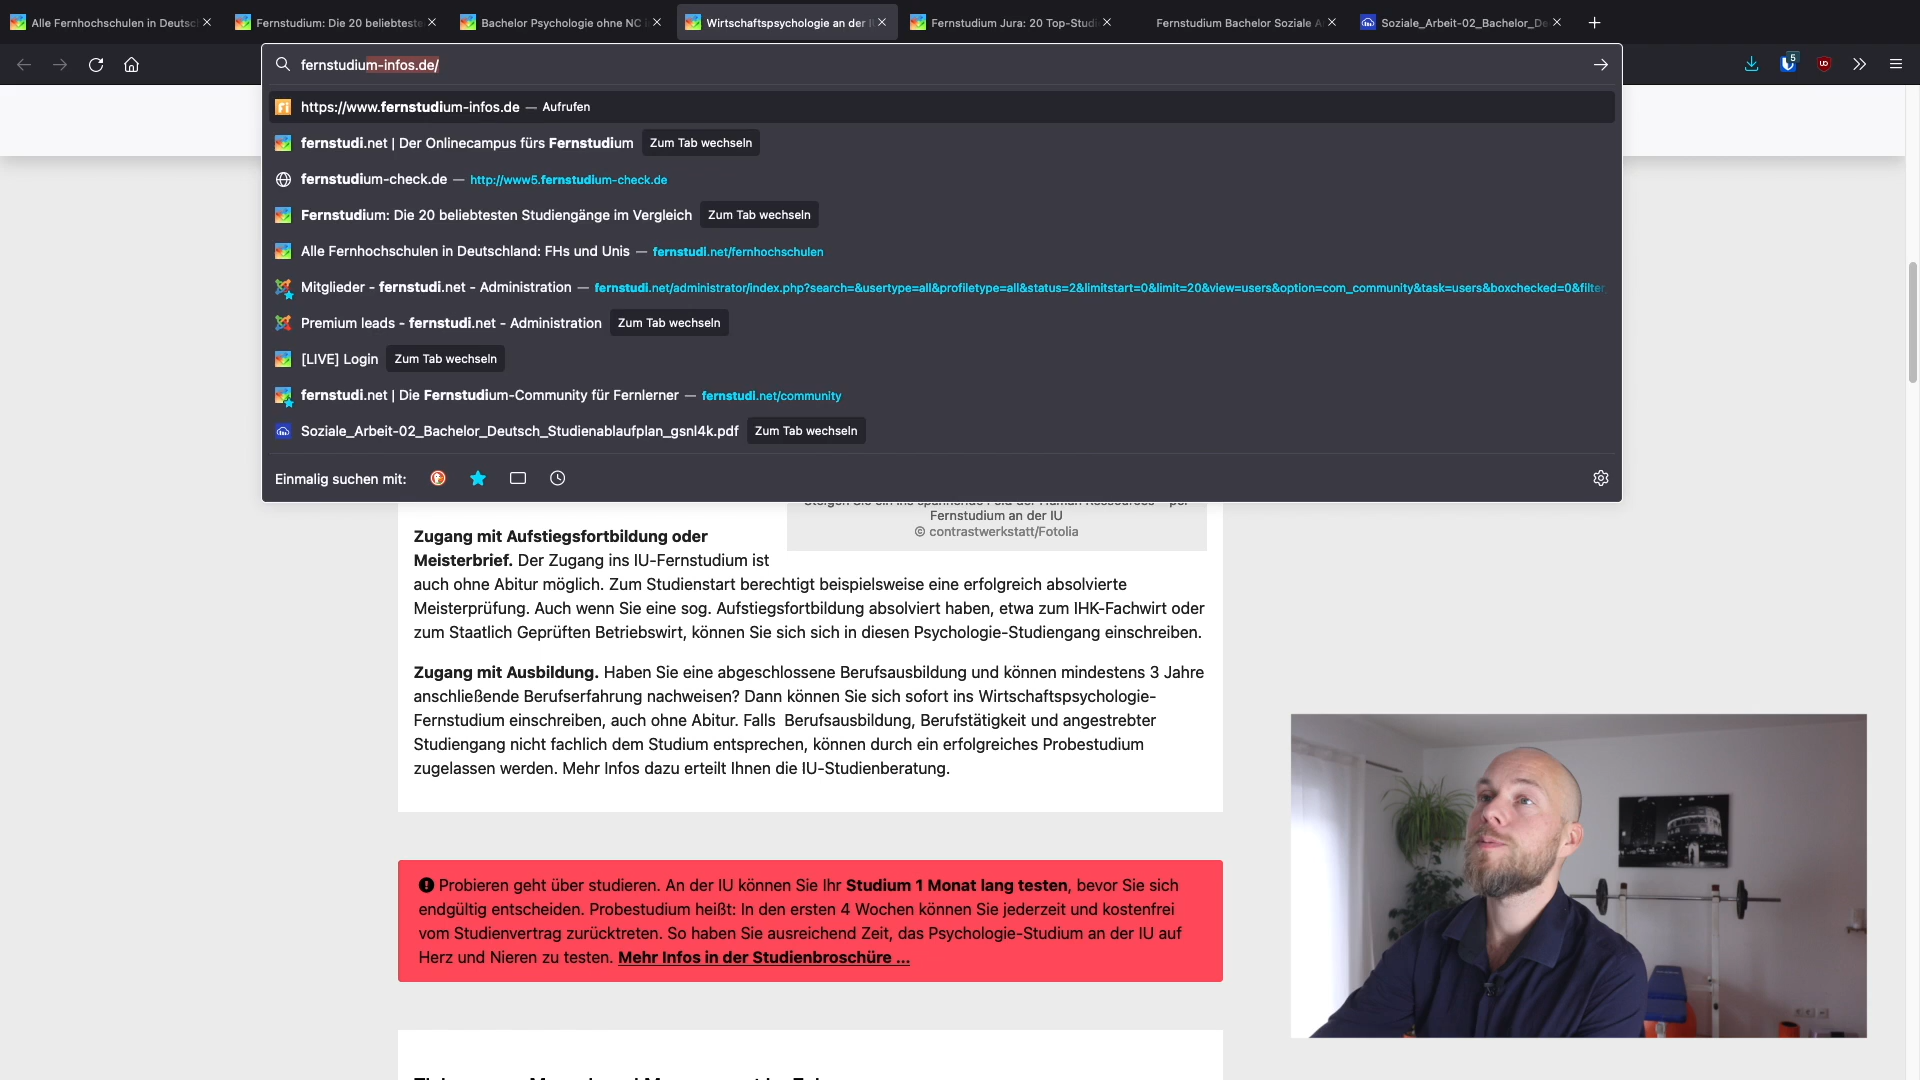 Alle Fernhochschulen in Deutsc
Fernstudium: Die 20 beliebteste
Bachelor Psychologie ohne NC
Wirtschaftspsychologie an der I
Fernstudium Jura: 20 Top-Studi
Fernstudium Bachelor Soziale A
Soziale_Arbeit-02_Bachelor_De
fernstudium-infos.de/
5
https://www.fernstudium-infos.de — Aufrufen
fernstudi.net | Der Onlinecampus fürs Fernstudium Zum Tab wechseln
fernstudium-check.de — http://www5.fernstudium-check.de
Fernstudium: Die 20 beliebtesten Studiengänge im Vergleich Zum Tab wechseln
Alle Fernhochschulen in Deutschland: FHs und Unis — fernstudi.net/fernhochschulen
Mitglieder - fernstudi.net - Administration — fernstudi.net/administrator/index.php?search=&usertype=all&profiletype=all&status=2&limitstart=0&limit=20&view=users&option=com_community&task=users&boxchecked=0&filter
Premium leads - fernstudi.net - Administration Zum Tab wechseln
[LIVE] Login Zum Tab wechseln
fernstudi.net | Die Fernstudium-Community für Fernlerner — fernstudi.net/community
Soziale_Arbeit-02_Bachelor_Deutsch_Studienablaufplan_gsnl4k.pdf Zum Tab wechseln
Einmalig suchen mit:
Fernstudium an der IU
© contrastwerkstatt/Fotolia
Zugang mit Aufstiegsfortbildung oder
Meisterbrief. Der Zugang ins IU-Fernstudium ist
auch ohne Abitur möglich. Zum Studienstart berechtigt beispielsweise eine erfolgreich absolvierte
Meisterprüfung. Auch wenn Sie eine sog. Aufstiegsfortbildung absolviert haben, etwa zum IHK-Fachwirt oder
zum Staatlich Geprüften Betriebswirt, können Sie sich sich in diesen Psychologie-Studiengang einschreiben.
Zugang mit Ausbildung. Haben Sie eine abgeschlossene Berufsausbildung und können mindestens 3 Jahre
anschließende Berufserfahrung nachweisen? Dann können Sie sich sofort ins Wirtschaftspsychologie-
Fernstudium einschreiben, auch ohne Abitur. Falls Berufsausbildung, Berufstätigkeit und angestrebter
Studiengang nicht fachlich dem Studium entsprechen, können durch ein erfolgreiches Probestudium
zugelassen werden. Mehr Infos dazu erteilt Ihnen die IU-Studienberatung.
Probieren geht über studieren. An der IU können Sie Ihr Studium 1 Monat lang testen, bevor Sie sich
endgültig entscheiden. Probestudium heißt: In den ersten 4 Wochen können Sie jederzeit und kostenfrei
vom Studienvertrag zurücktreten. So haben Sie ausreichend Zeit, das Psychologie-Studium an der IU auf
Herz und Nieren zu testen. Mehr Infos in der Studienbroschüre ...